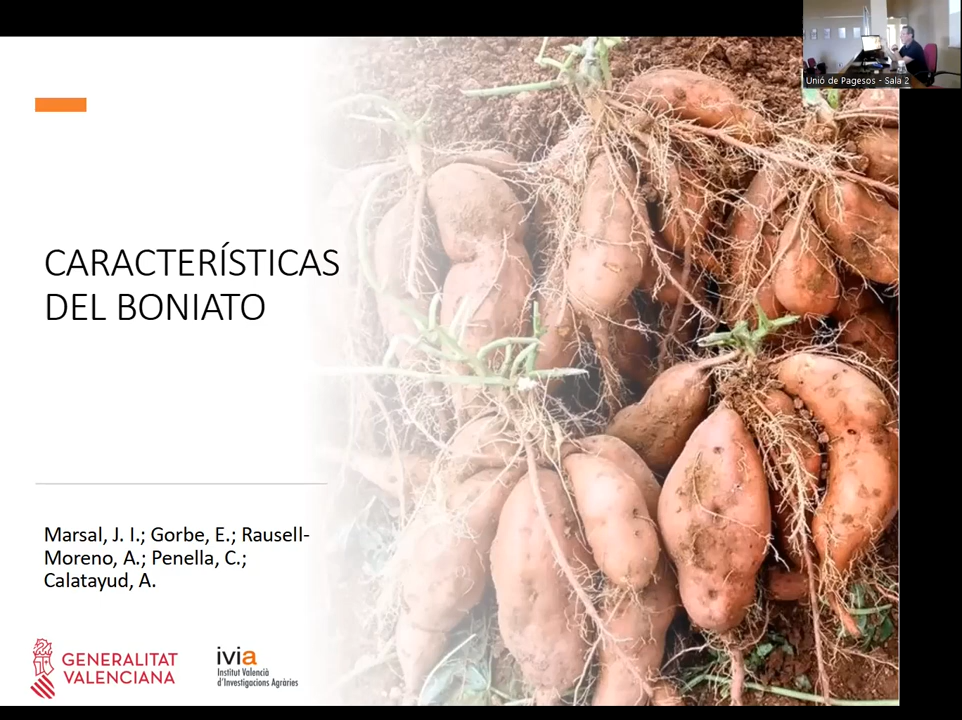 Unió de Pagesos - Sala 2
CARACTERÍSTICAS
DEL BONIATO
Marsal, J. I.; Gorbe, E.; Rausell-
Moreno, A.; Penella, C.;
Calatayud, A.
GENERALITAT
VALENCIANA
ivia
Institut Valencià
d'Investigacions Agràries